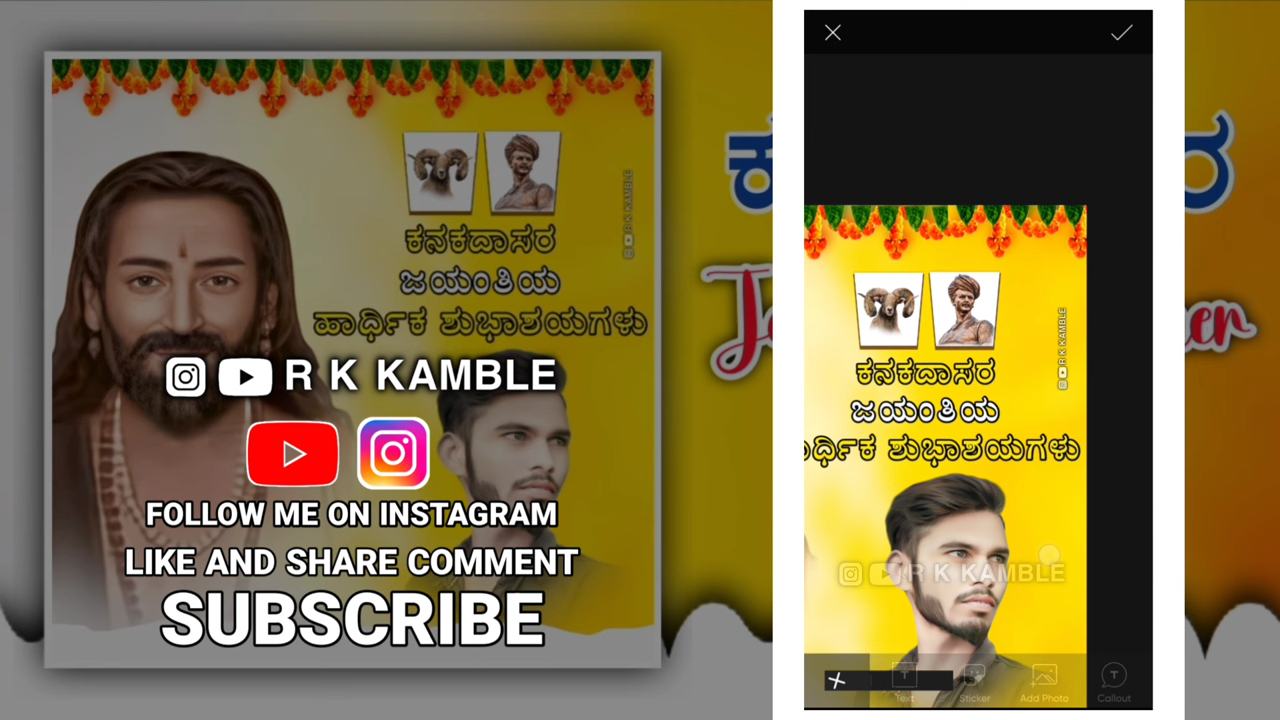 ಕನಕದಾಸರ
ಜಯಂತಿಯ
ಹಾರ್ಧಿಕ ಶುಭಾಶಯಗಳು
R K KAMBLE
R K KAMBLE
FOLLOW ME ON INSTAGRAM
LIKE AND SHARE COMMENT
SUBSCRIBE
ಕನಕದಾಸರ
ಜಯಂತಿಯ
ಶುಭಾಶಯಗಳು
R K KAMBLE
R K KAMBLE
Text Sticker Add Photo Callout